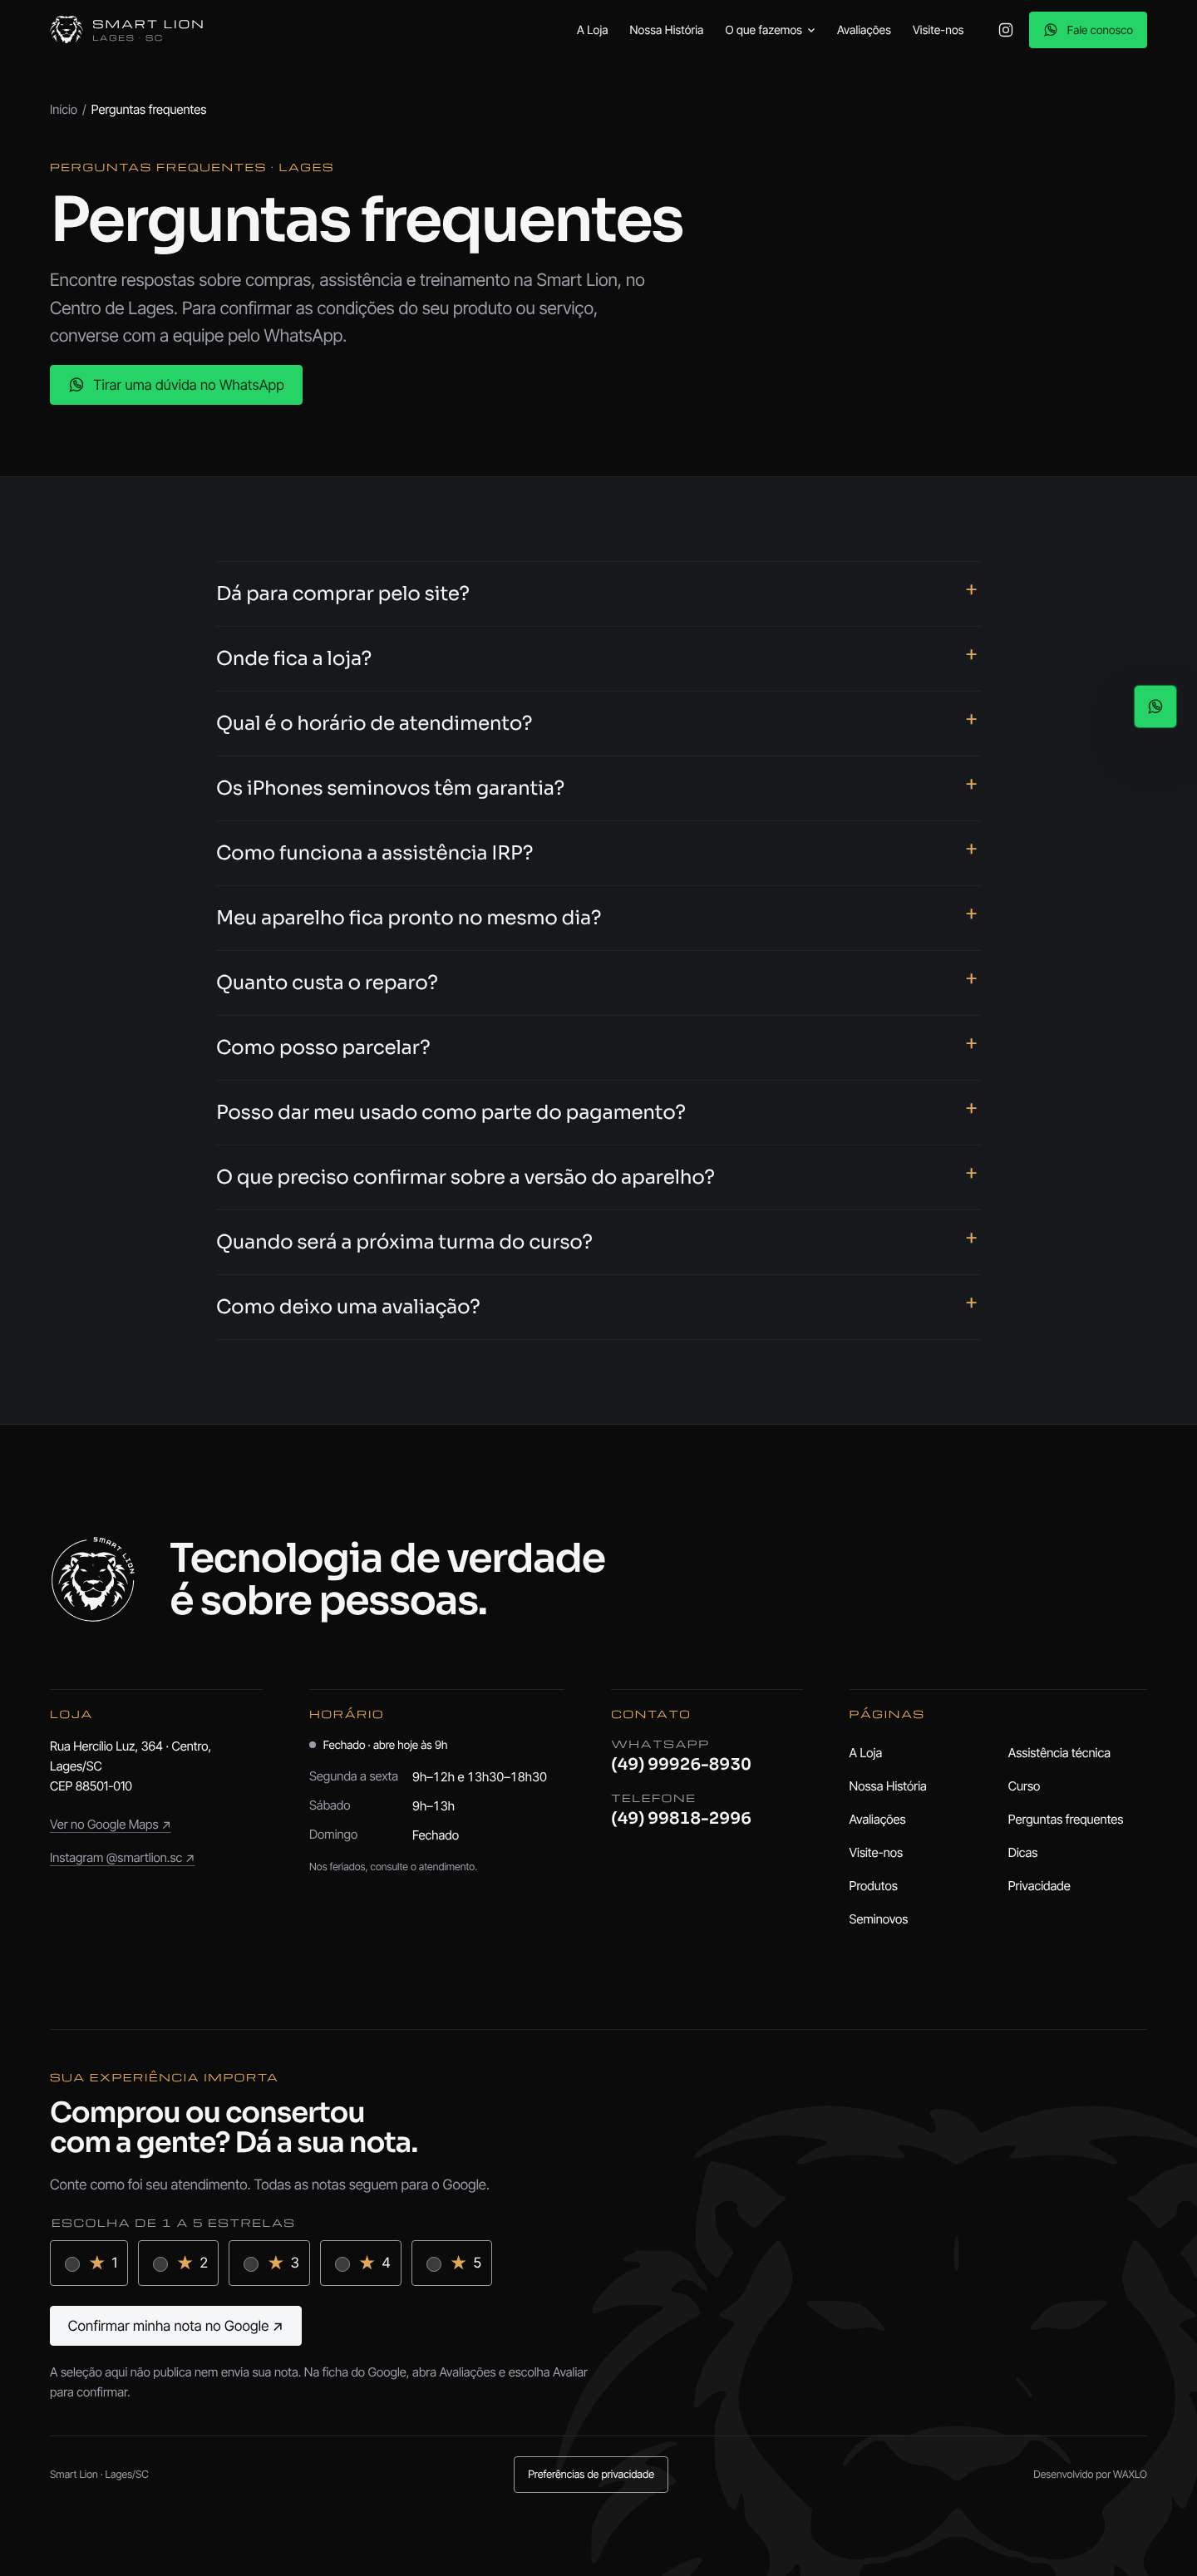 SMART LION
LAGES · SC
A Loja
Nossa História
O que fazemos
Avaliações
Visite-nos
Fale conosco
Início / Perguntas frequentes
PERGUNTAS FREQUENTES · LAGES
Perguntas frequentes
Encontre respostas sobre compras, assistência e treinamento na Smart Lion, no
Centro de Lages. Para confirmar as condições do seu produto ou serviço,
converse com a equipe pelo WhatsApp.
Tirar uma dúvida no WhatsApp
Dá para comprar pelo site? +
Onde fica a loja? +
Qual é o horário de atendimento? +
Os iPhones seminovos têm garantia? +
Como funciona a assistência IRP? +
Meu aparelho fica pronto no mesmo dia? +
Quanto custa o reparo? +
Como posso parcelar? +
Posso dar meu usado como parte do pagamento? +
O que preciso confirmar sobre a versão do aparelho? +
Quando será a próxima turma do curso? +
Como deixo uma avaliação? +
SMART LION
Tecnologia de verdade
é sobre pessoas.
LOJA
Rua Hercílio Luz, 364 · Centro,
Lages/SC
CEP 88501-010
Ver no Google Maps ↗
Instagram @smartlion.sc ↗
HORÁRIO
Fechado · abre hoje às 9h
Segunda a sexta 9h–12h e 13h30–18h30
Sábado 9h–13h
Domingo Fechado
Nos feriados, consulte o atendimento.
CONTATO
WHATSAPP
(49) 99926-8930
TELEFONE
(49) 99818-2996
PÁGINAS
A Loja
Nossa História
Avaliações
Visite-nos
Produtos
Seminovos
Assistência técnica
Curso
Perguntas frequentes
Dicas
Privacidade
SUA EXPERIÊNCIA IMPORTA
Comprou ou consertou
com a gente? Dá a sua nota.
Conte como foi seu atendimento. Todas as notas seguem para o Google.
ESCOLHA DE 1 A 5 ESTRELAS
★ 1 ★ 2 ★ 3 ★ 4 ★ 5
Confirmar minha nota no Google ↗
A seleção aqui não publica nem envia sua nota. Na ficha do Google, abra Avaliações e escolha Avaliar
para confirmar.
Smart Lion · Lages/SC
Preferências de privacidade
Desenvolvido por WAXLO